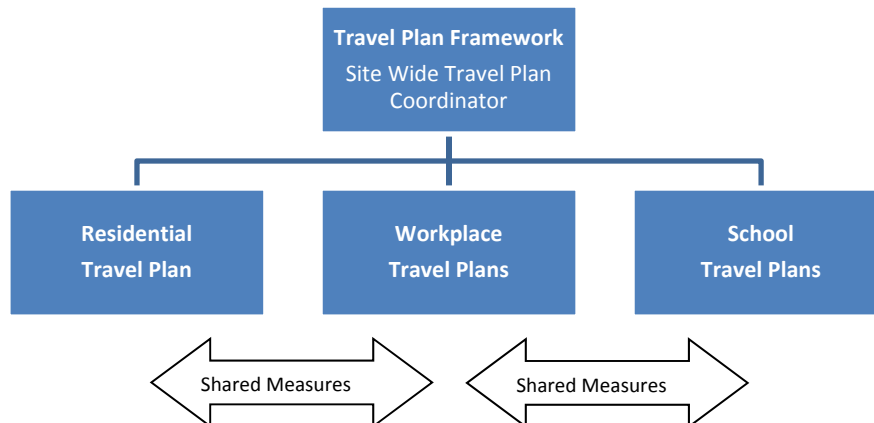 Travel Plan Framework
Site Wide Travel Plan
Coordinator
Residential
Travel Plan
Workplace
Travel Plans
School
Travel Plans
Shared Measures
Shared Measures